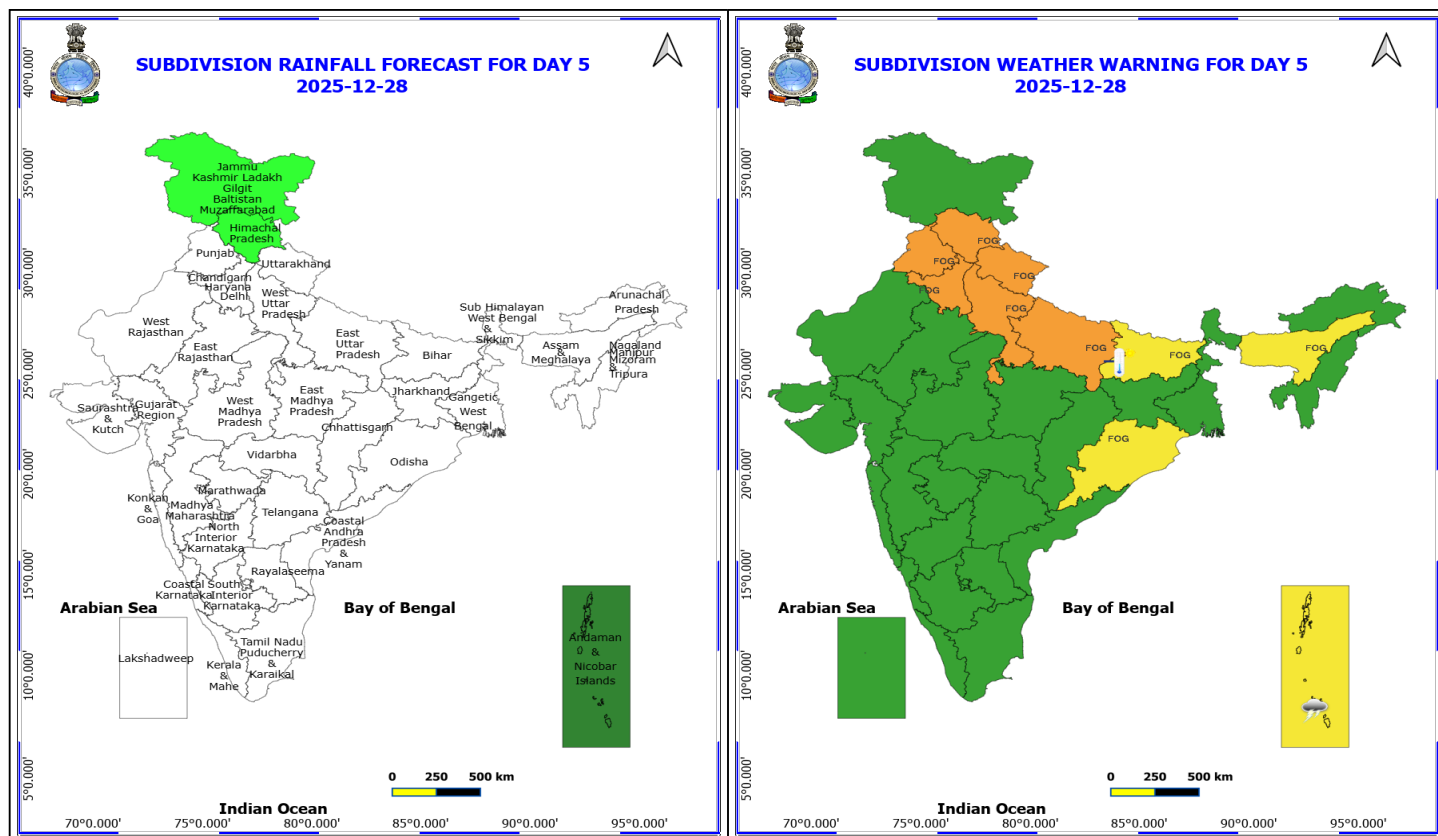 SUBDIVISION RAINFALL FORECAST FOR DAY 5
2025-12-28
40°0.000'
35°0.000'
30°0.000'
25°0.000'
20°0.000'
15°0.000'
10°0.000'
5°0.000'
Jammu
Kashmir Ladakh
Gilgit
Baltistan
Muzaffarabad
Himachal
Pradesh
Punjab
Uttarakhand
Chandigarh
Haryana
Delhi
West
Uttar
Pradesh
West
Rajasthan
East
Rajasthan
East
Uttar
Pradesh
Bihar
Sub Himalayan
West Bengal
&
Sikkim
Arunachal
Pradesh
Assam
&
Meghalaya
Nagaland
Manipur
Mizoram
&
Tripura
Saurashtra
&
Kutch
Gujarat
Region
West
Madhya
Pradesh
East
Madhya
Pradesh
Jharkhand
Gangetic
West
Bengal
Chhattisgarh
Vidarbha
Odisha
Konkan
&
Goa
Madhya
Maharashtra
Marathwada
Telangana
North
Interior
Karnataka
Coastal
Andhra
Pradesh
&
Yanam
Rayalaseema
Coastal
Karnataka
South
Interior
Karnataka
Tamil Nadu
Puducherry
&
Karaikal
Kerala
&
Mahe
Lakshadweep
Andaman
&
Nicobar
Islands
Arabian Sea
Bay of Bengal
Indian Ocean
0 250 500 km
70°0.000' 75°0.000' 80°0.000' 85°0.000' 90°0.000' 95°0.000'
SUBDIVISION WEATHER WARNING FOR DAY 5
2025-12-28
40°0.000'
35°0.000'
30°0.000'
25°0.000'
20°0.000'
15°0.000'
10°0.000'
5°0.000'
FOG
FOG
FOG
FOG
FOG
FOG
FOG
FOG
FOG
Arabian Sea
Bay of Bengal
Indian Ocean
0 250 500 km
70°0.000' 75°0.000' 80°0.000' 85°0.000' 90°0.000' 95°0.000'